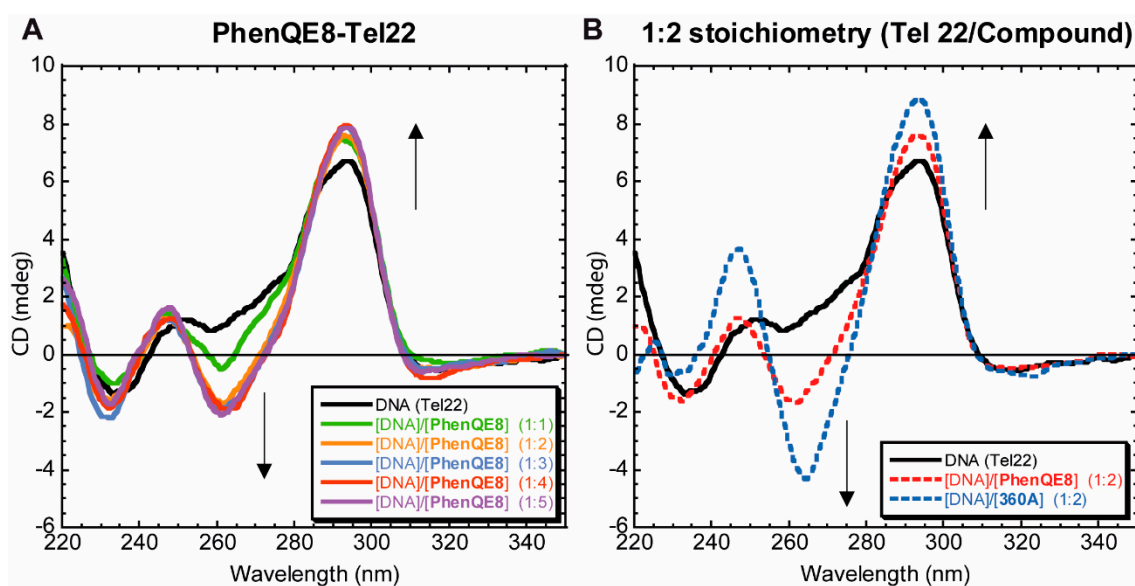 A
PhenQE8-Tel22
CD (mdeg)
10
8
6
4
2
0
-2
-4
-6
220
240
260
280
300
320
340
Wavelength (nm)
DNA (Tel22)
[DNA]/[PhenQE8] (1:1)
[DNA]/[PhenQE8] (1:2)
[DNA]/[PhenQE8] (1:3)
[DNA]/[PhenQE8] (1:4)
[DNA]/[PhenQE8] (1:5)
B
1:2 stoichiometry (Tel 22/Compound)
CD (mdeg)
10
8
6
4
2
0
-2
-4
-6
220
240
260
280
300
320
340
Wavelength (nm)
DNA (Tel22)
[DNA]/[PhenQE8] (1:2)
[DNA]/[360A] (1:2)